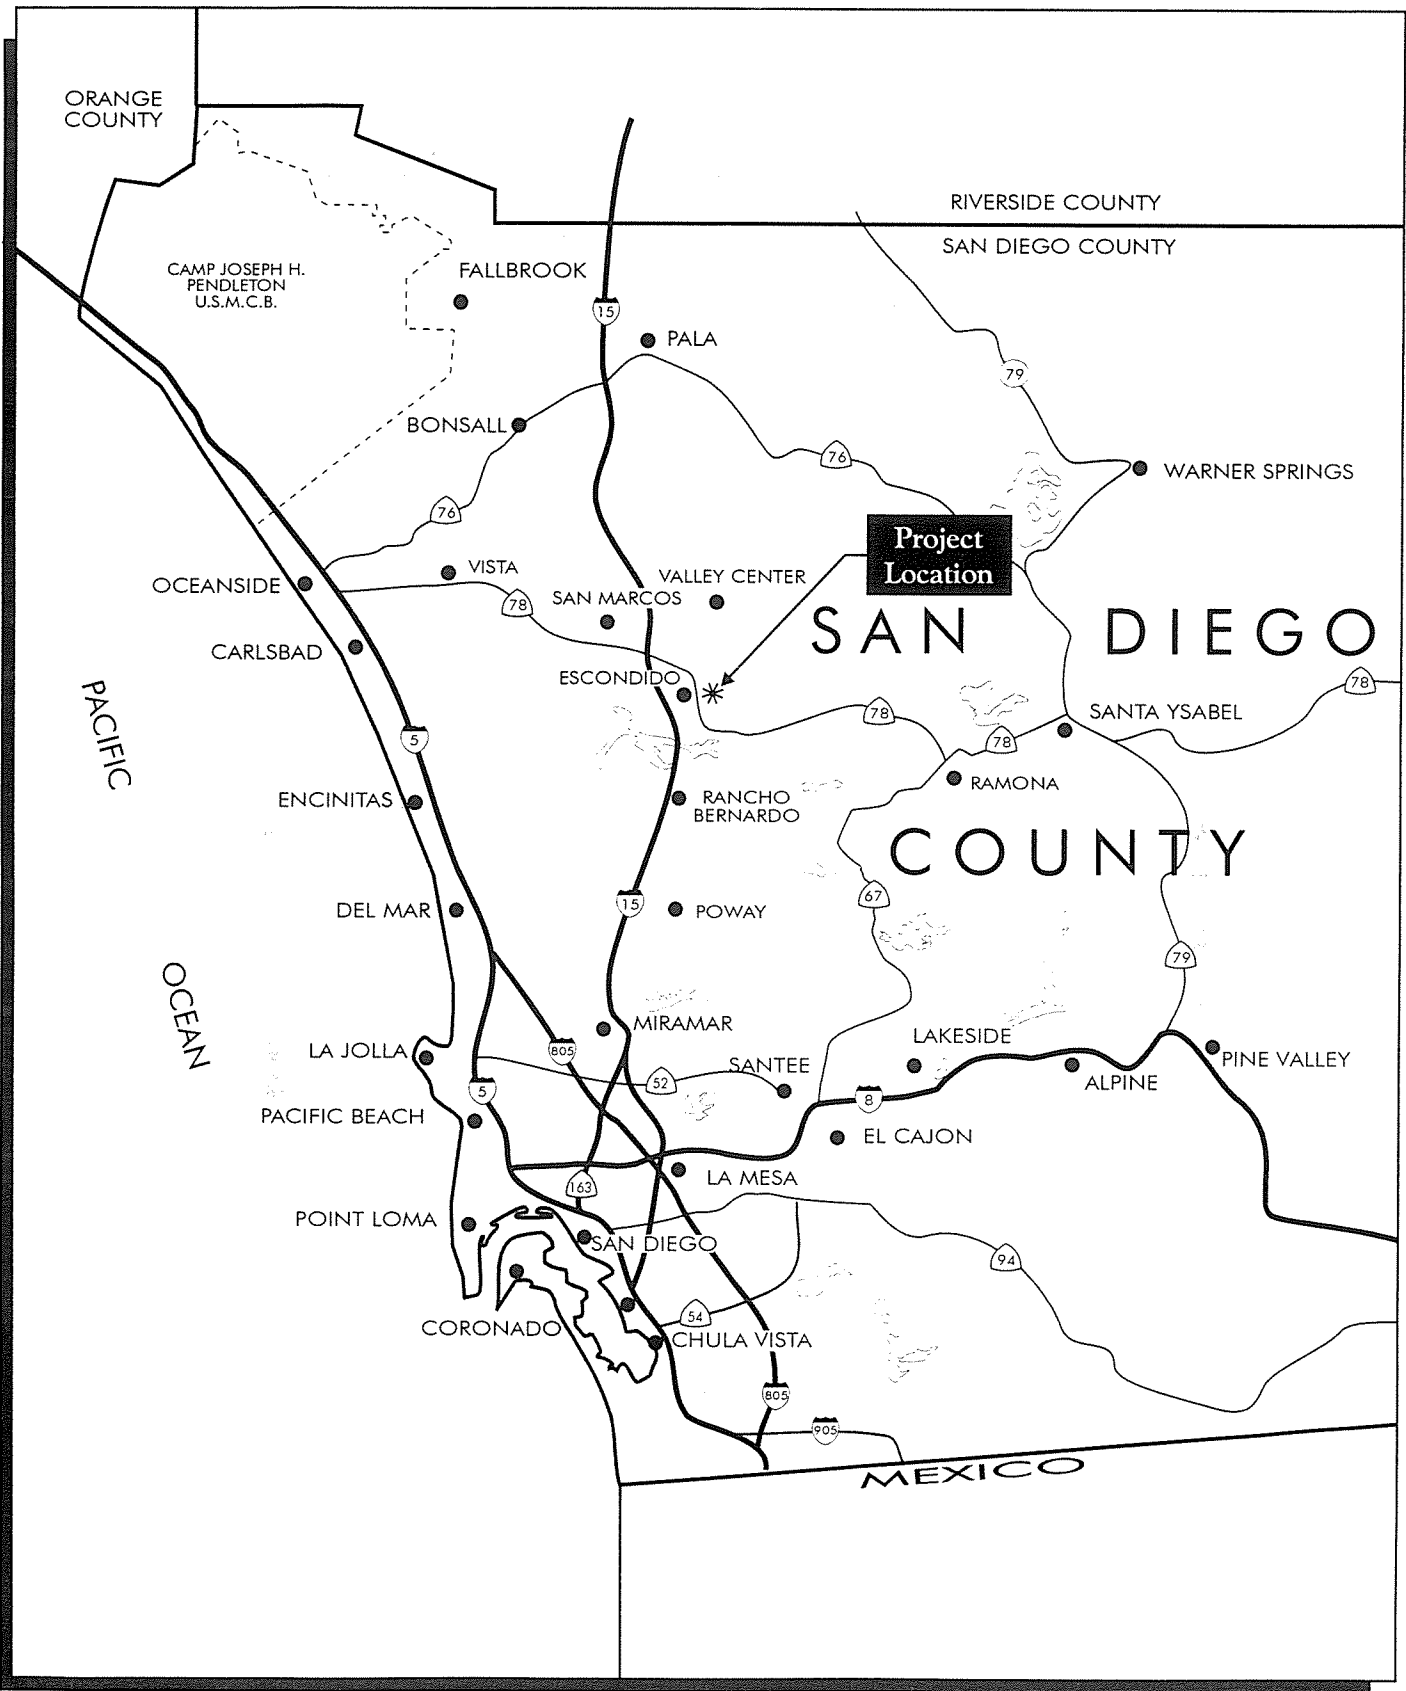 ORANGE
COUNTY
RIVERSIDE COUNTY
SAN DIEGO COUNTY
CAMP JOSEPH H.
PENDLETON
U.S.M.C.B.
FALLBROOK
15
PALA
79
BONSALL
76
WARNER SPRINGS
76
Project
Location
VISTA
VALLEY CENTER
OCEANSIDE
78
SAN MARCOS
SAN DIEGO
CARLSBAD
ESCONDIDO
78
PACIFIC
78
SANTA YSABEL
5
78
RAMONA
ENCINITAS
RANCHO
BERNARDO
COUNTY
67
15
DEL MAR
POWAY
79
OCEAN
MIRAMAR
LAKESIDE
LA JOLLA
805
SANTEE
PINE VALLEY
52
ALPINE
5
8
PACIFIC BEACH
EL CAJON
LA MESA
163
POINT LOMA
SAN DIEGO
94
54
CORONADO
CHULA VISTA
805
905
MEXICO